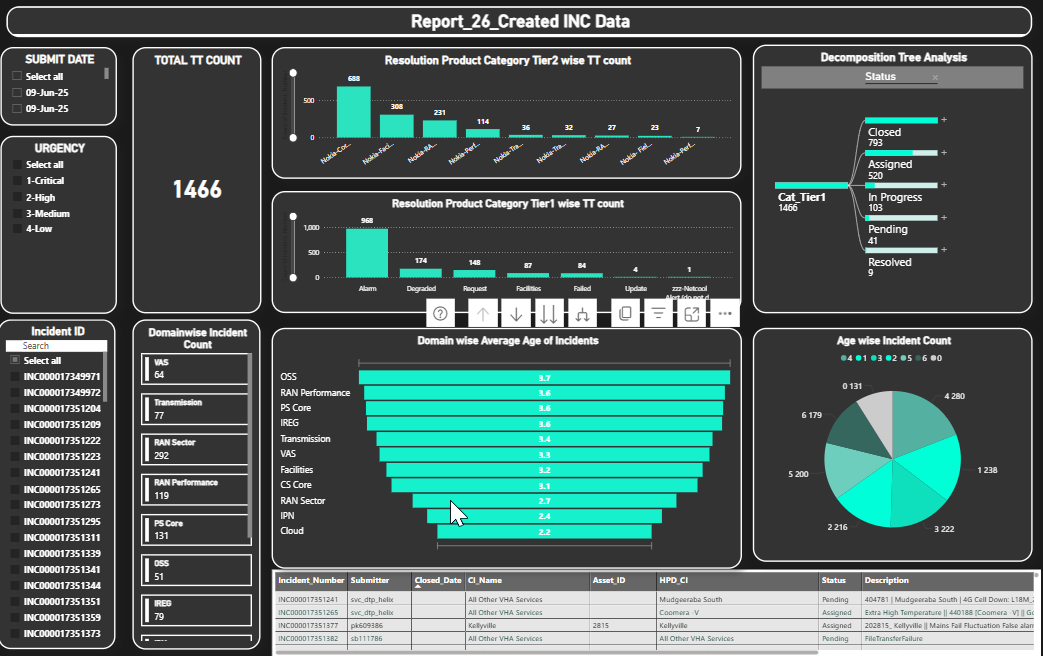 Report_26_Created INC Data
SUBMIT DATE
Select all
09-Jun-25
09-Jun-25
URGENCY
Select all
1-Critical
2-High
3-Medium
4-Low
Incident ID
Search
Select all
INC000017349971
INC000017349972
INC000017351204
INC000017351209
INC000017351222
INC000017351223
INC000017351241
INC000017351265
INC000017351273
INC000017351295
INC000017351311
INC000017351339
INC000017351341
INC000017351344
INC000017351351
INC000017351359
INC000017351373
TOTAL TT COUNT
1466
Domainwise Incident
Count
VAS
64
Transmission
77
RAN Sector
292
RAN Performance
119
PS Core
131
OSS
51
IREG
79
Resolution Product Category Tier2 wise TT count
500
0
688
308
231
114
36
32
27
23
7
Nokia-Cor...
Nokia-Faci...
Nokia-RA...
Nokia-Perf...
Nokia-Tra...
Nokia-Tra...
Nokia-RA...
Nokia- Fiel...
Nokia-Perf...
Resolution Product Category Tier1 wise TT count
1,000
500
0
968
174
148
87
84
4
1
Alarm
Degraded
Request
Facilities
Failed
Update
zzz-Netcool
Alert (do not d...
Domain wise Average Age of Incidents
OSS 3.7
RAN Performance 3.6
PS Core 3.6
IREG 3.6
Transmission 3.4
VAS 3.3
Facilities 3.2
CS Core 3.1
RAN Sector 2.7
IPN 2.4
Cloud 2.2
Decomposition Tree Analysis
Status ×
Cat_Tier1
1466
Closed
793
Assigned
520
In Progress
103
Pending
41
Resolved
9
Age wise Incident Count
4 1 3 2 5 6 0
4 280
1 238
3 222
2 216
5 200
6 179
0 131
Incident_Number Submitter Closed_Date CI_Name Asset_ID HPD_CI Status Description
INC000017351241 svc_dtp_helix All Other VHA Services Mudgeeraba South Pending 404781 | Mudgeeraba South | 4G Cell Down: L18M_
INC000017351265 svc_dtp_helix All Other VHA Services Coomera -V Assigned Extra High Temperature || 440188 [Coomera -V] || Go
INC000017351377 pk609386 Kellyville 2815 Kellyville Assigned 202815_ Kellyville || Mains Fail Fluctuation False alarm
INC000017351382 sb111786 All Other VHA Services All Other VHA Services Pending FileTransferFailure